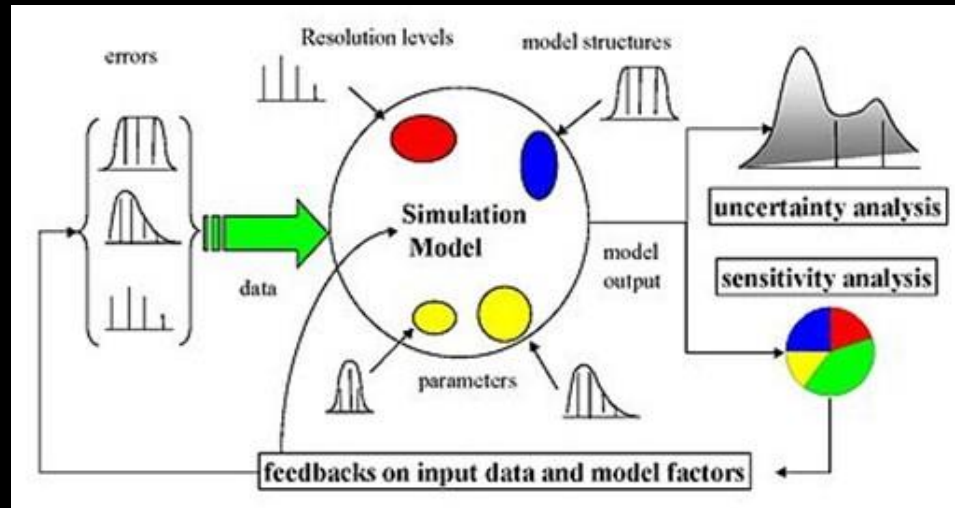 errors
Resolution levels
model structures
Simulation
Model
data
parameters
model
output
uncertainty analysis
sensitivity analysis
feedbacks on input data and model factors